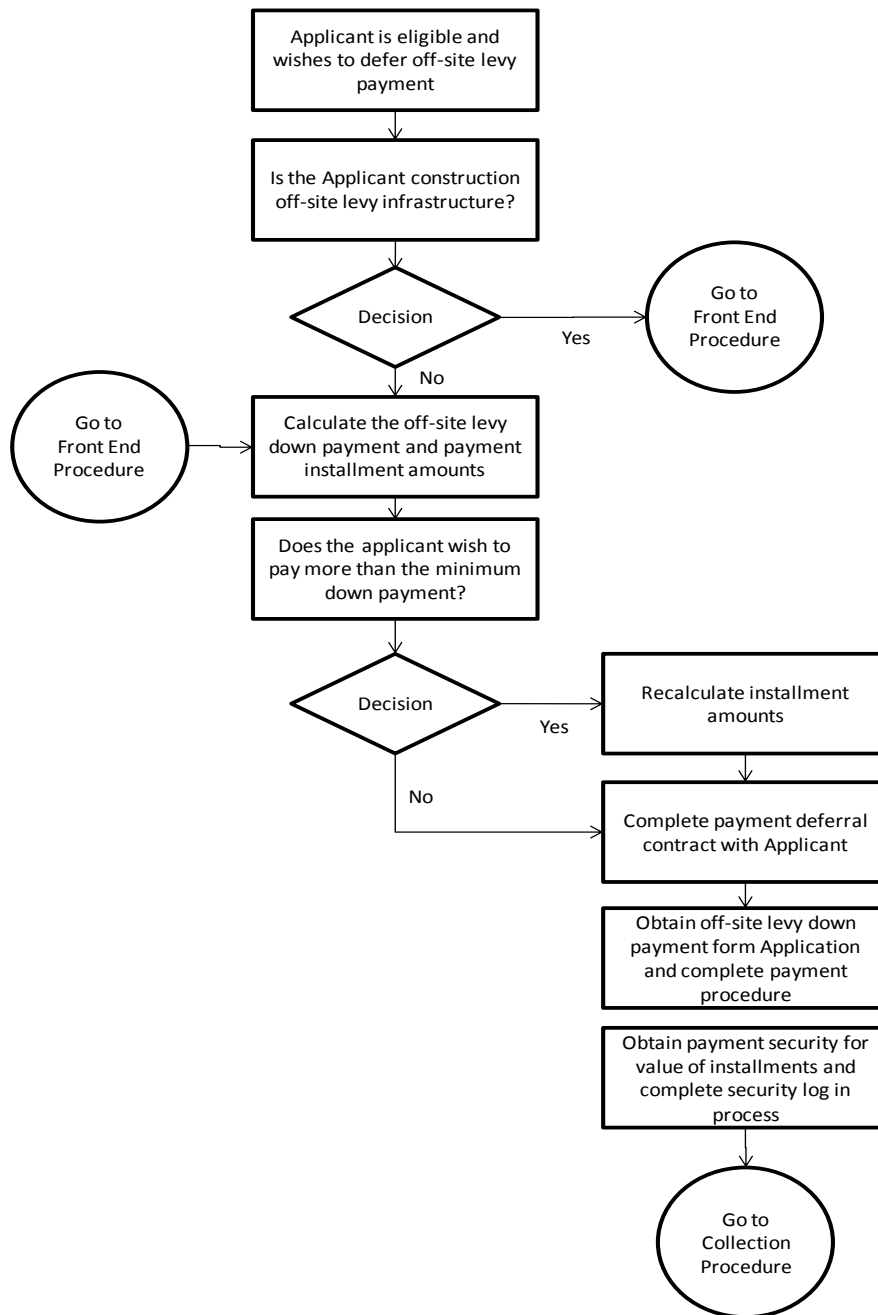 Applicant is eligible and
wishes to defer off-site levy
payment
Is the Applicant construction
off-site levy infrastructure?
Decision
Yes
Go to
Front End
Procedure
No
Go to
Front End
Procedure
Calculate the off-site levy
down payment and payment
installment amounts
Does the applicant wish to
pay more than the minimum
down payment?
Decision
Yes
Recalculate installment
amounts
No
Complete payment deferral
contract with Applicant
Obtain off-site levy down
payment form Application
and complete payment
procedure
Obtain payment security for
value of installments and
complete security log in
process
Go to
Collection
Procedure